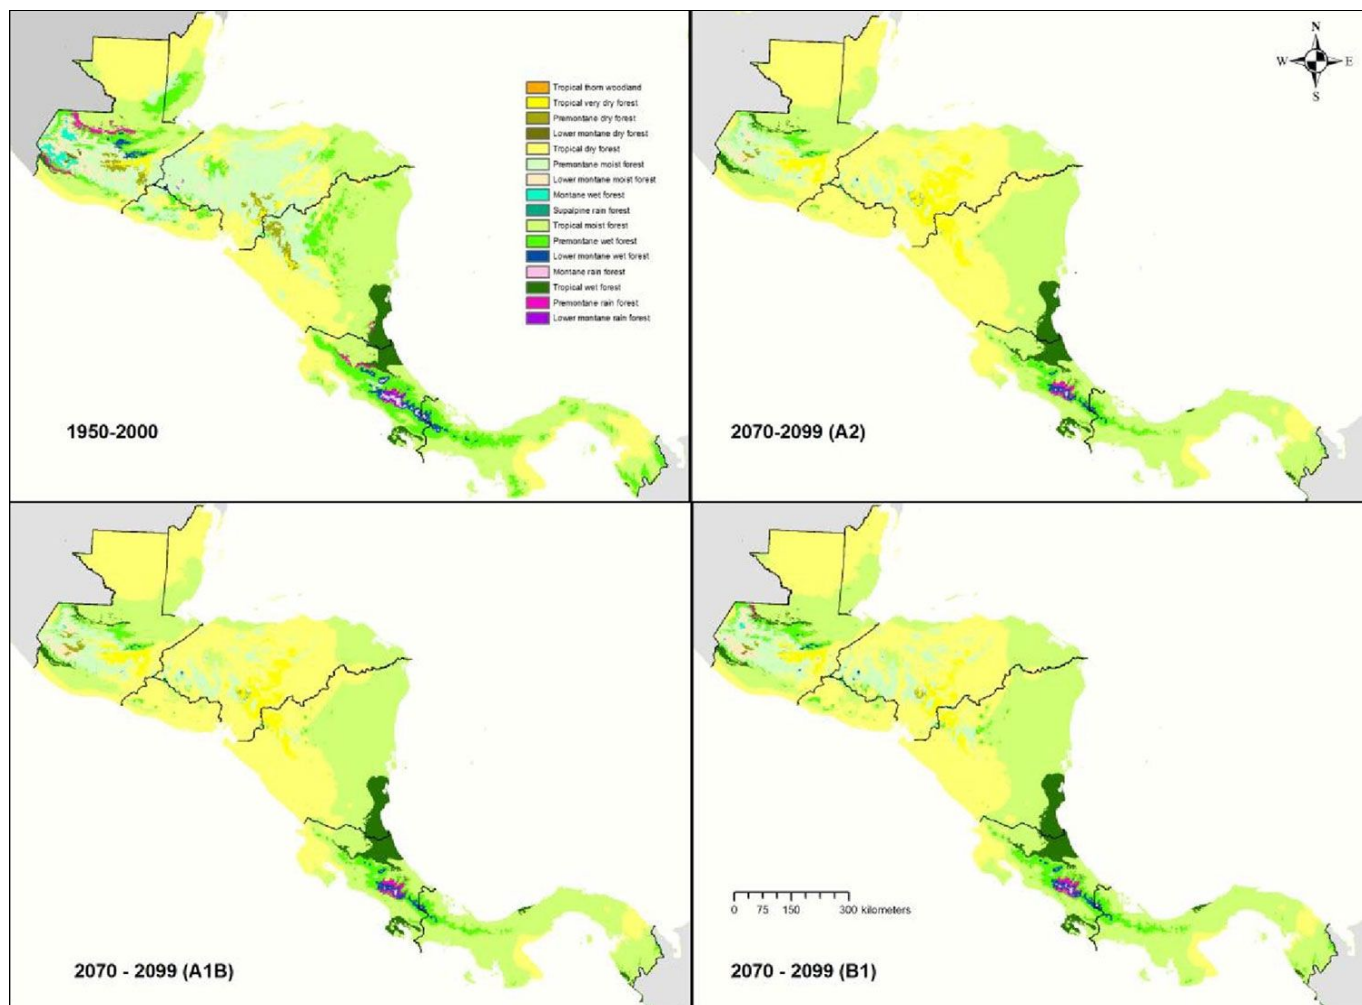 N
W E
S
Tropical thorn woodland
Tropical very dry forest
Premontane dry forest
Lower montane dry forest
Tropical dry forest
Premontane moist forest
Lower montane moist forest
Montane wet forest
Supalpine rain forest
Tropical moist forest
Premontane wet forest
Lower montane wet forest
Montane rain forest
Tropical wet forest
Premontane rain forest
Lower montane rain forest
1950-2000
2070-2099 (A2)
0 75 150 300 kilometers
2070 - 2099 (A1B)
2070 - 2099 (B1)